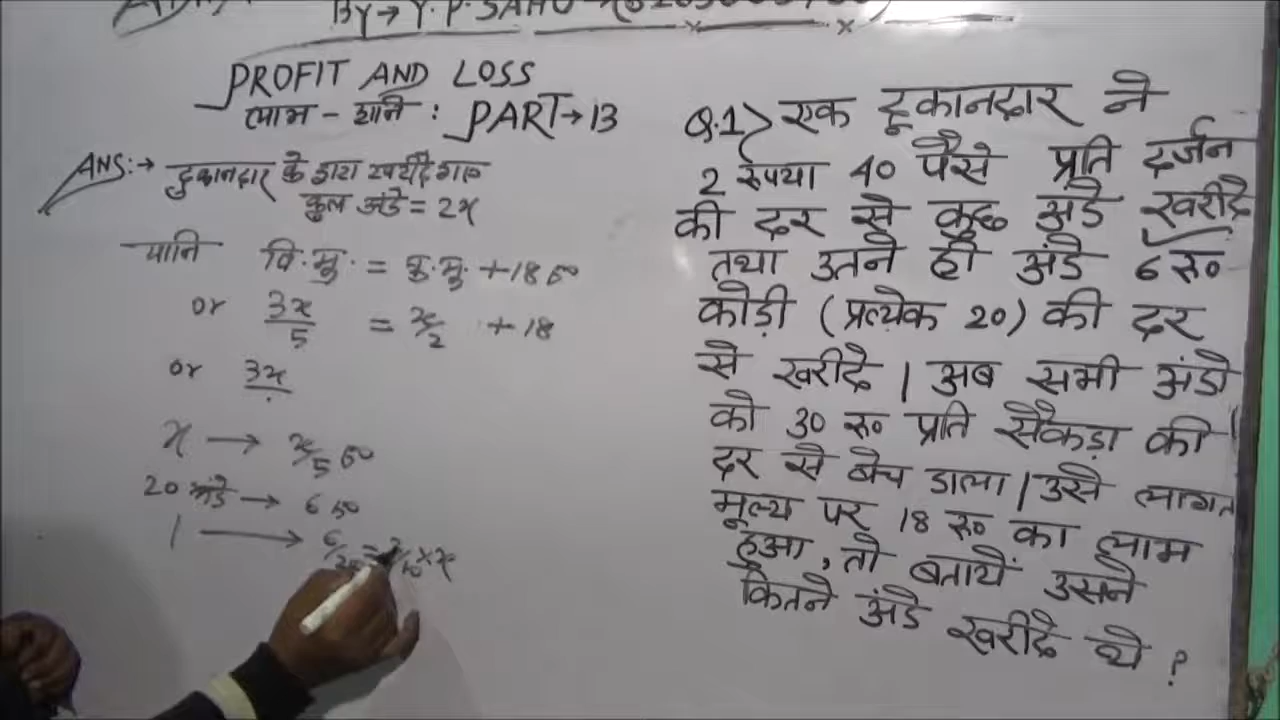 BY → Y.P. SAHU
PROFIT AND LOSS
लाभ - हानि : PART → 13
ANS: → दुकानदार के द्वारा खरीदे गए
कुल अंडे = 2x
यानि वि.मु. = क्रु.मु + 18 रु०
or 3x/5 = x/2 + 18
or 3x
x → x/5 रु०
20 अंडे → 6 रु०
1 → 6/20 = 3/10 × x
Q.1> एक दूकानदार ने
2 रुपया 40 पैसे प्रति दर्जन
की दर से कुछ अंडे खरीदे
तथा उतने ही अंडे 6 रु०
कोड़ी (प्रत्येक 20) की दर
से खरीदे | अब सभी अंडो
को 30 रु० प्रति सैकड़ा की
दर से बेच डाला | उसे लागत
मूल्य पर 18 रु० का लाभ
हुआ, तो बतायें उसने
कितने अंडे खरीदे थे ?